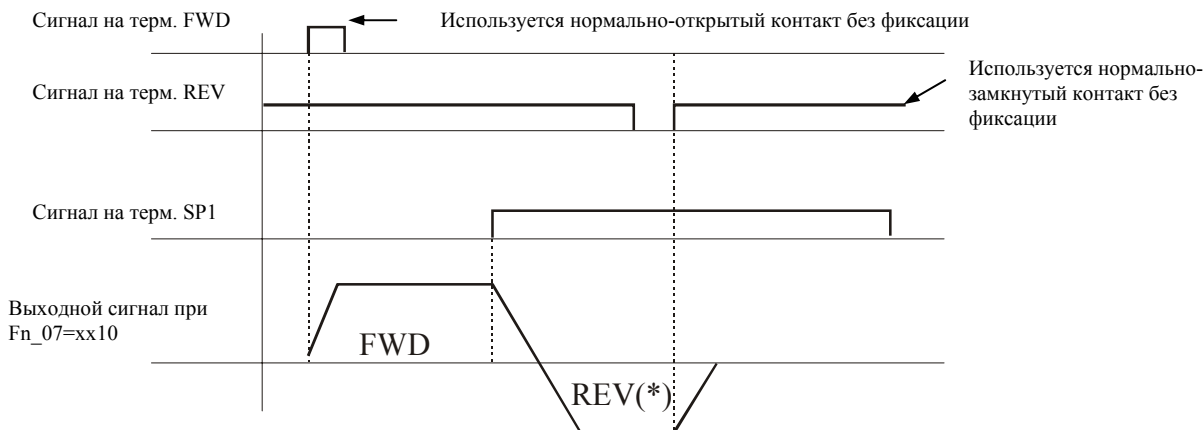 Сигнал на терм. FWD
Используется нормально-открытый контакт без фиксации
Сигнал на терм. REV
Используется нормально-
замкнутый контакт без
фиксации
Сигнал на терм. SP1
Выходной сигнал при
Fn_07=xx10
FWD
REV(*)